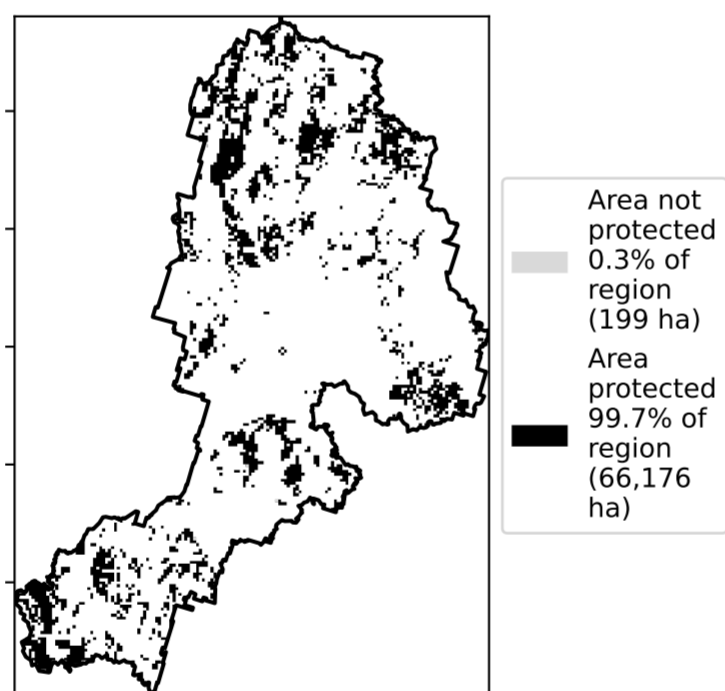 Area not
protected
0.3% of
region
(199 ha)
Area
protected
99.7% of
region
(66,176
ha)